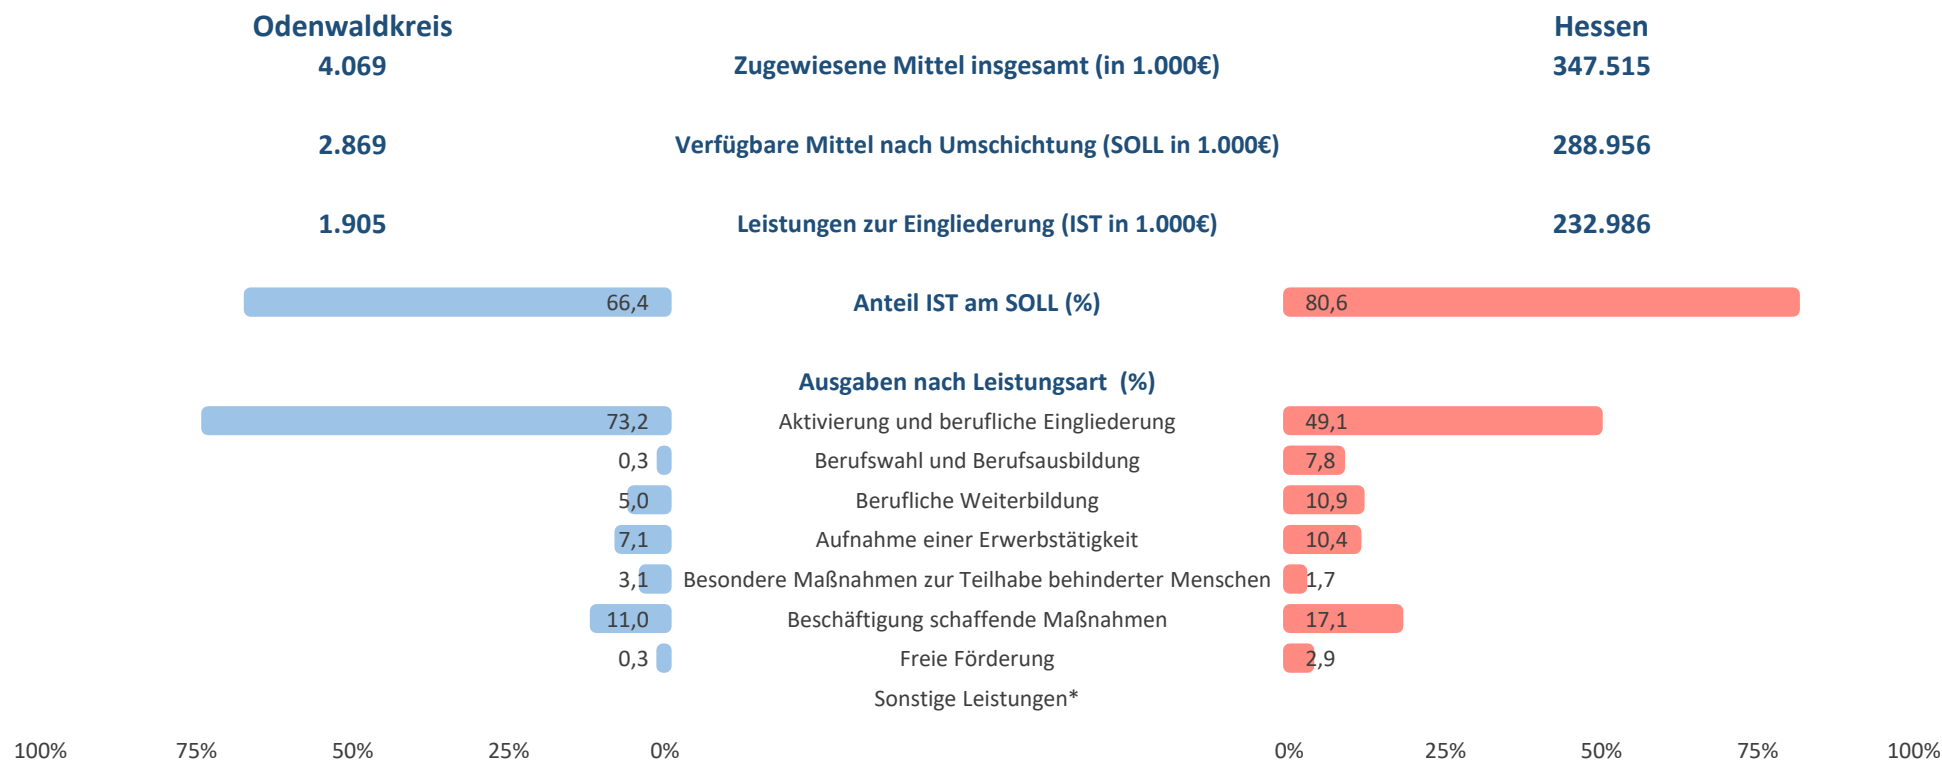 Odenwaldkreis Hessen
4.069 Zugewiesene Mittel insgesamt (in 1.000€) 347.515
2.869 Verfügbare Mittel nach Umschichtung (SOLL in 1.000€) 288.956
1.905 Leistungen zur Eingliederung (IST in 1.000€) 232.986
66,4 Anteil IST am SOLL (%) 80,6
Ausgaben nach Leistungsart (%)
73,2 Aktivierung und berufliche Eingliederung 49,1
0,3 Berufswahl und Berufsausbildung 7,8
5,0 Berufliche Weiterbildung 10,9
7,1 Aufnahme einer Erwerbstätigkeit 10,4
3,1 Besondere Maßnahmen zur Teilhabe behinderter Menschen 1,7
11,0 Beschäftigung schaffende Maßnahmen 17,1
0,3 Freie Förderung 2,9
Sonstige Leistungen*
100% 75% 50% 25% 0% 0% 25% 50% 75% 100%